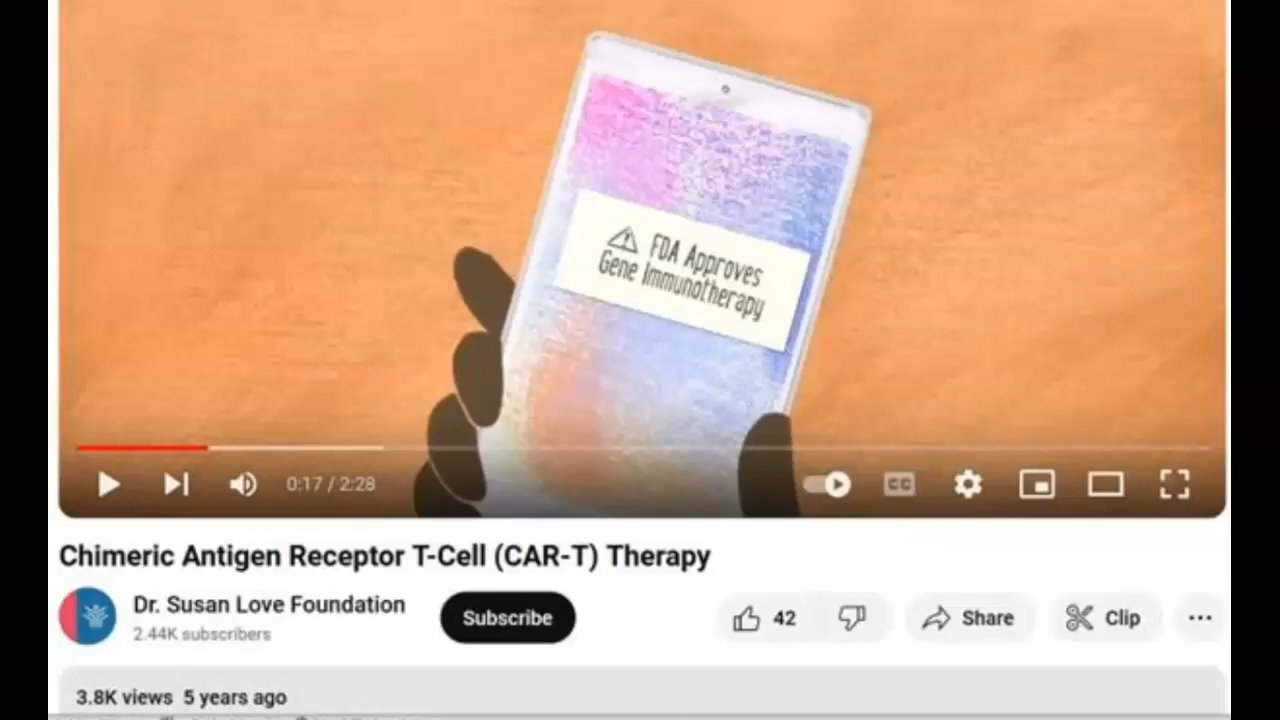 FDA Approves
Gene Immunotherapy
0:17 / 2:28
CC
Chimeric Antigen Receptor T-Cell (CAR-T) Therapy
Dr. Susan Love Foundation
2.44K subscribers
Subscribe
42
Share
Clip
3.8K views 5 years ago